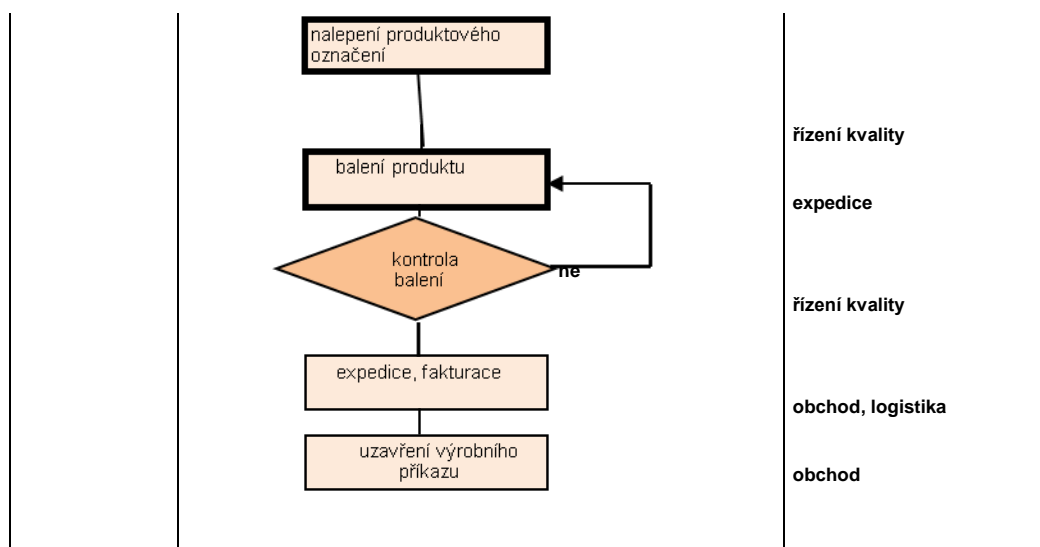 nalepení produktového
označení
řízení kvality
balení produktu
expedice
kontrola
balení
ne
řízení kvality
expedice, fakturace
obchod, logistika
uzavření výrobního
příkazu
obchod